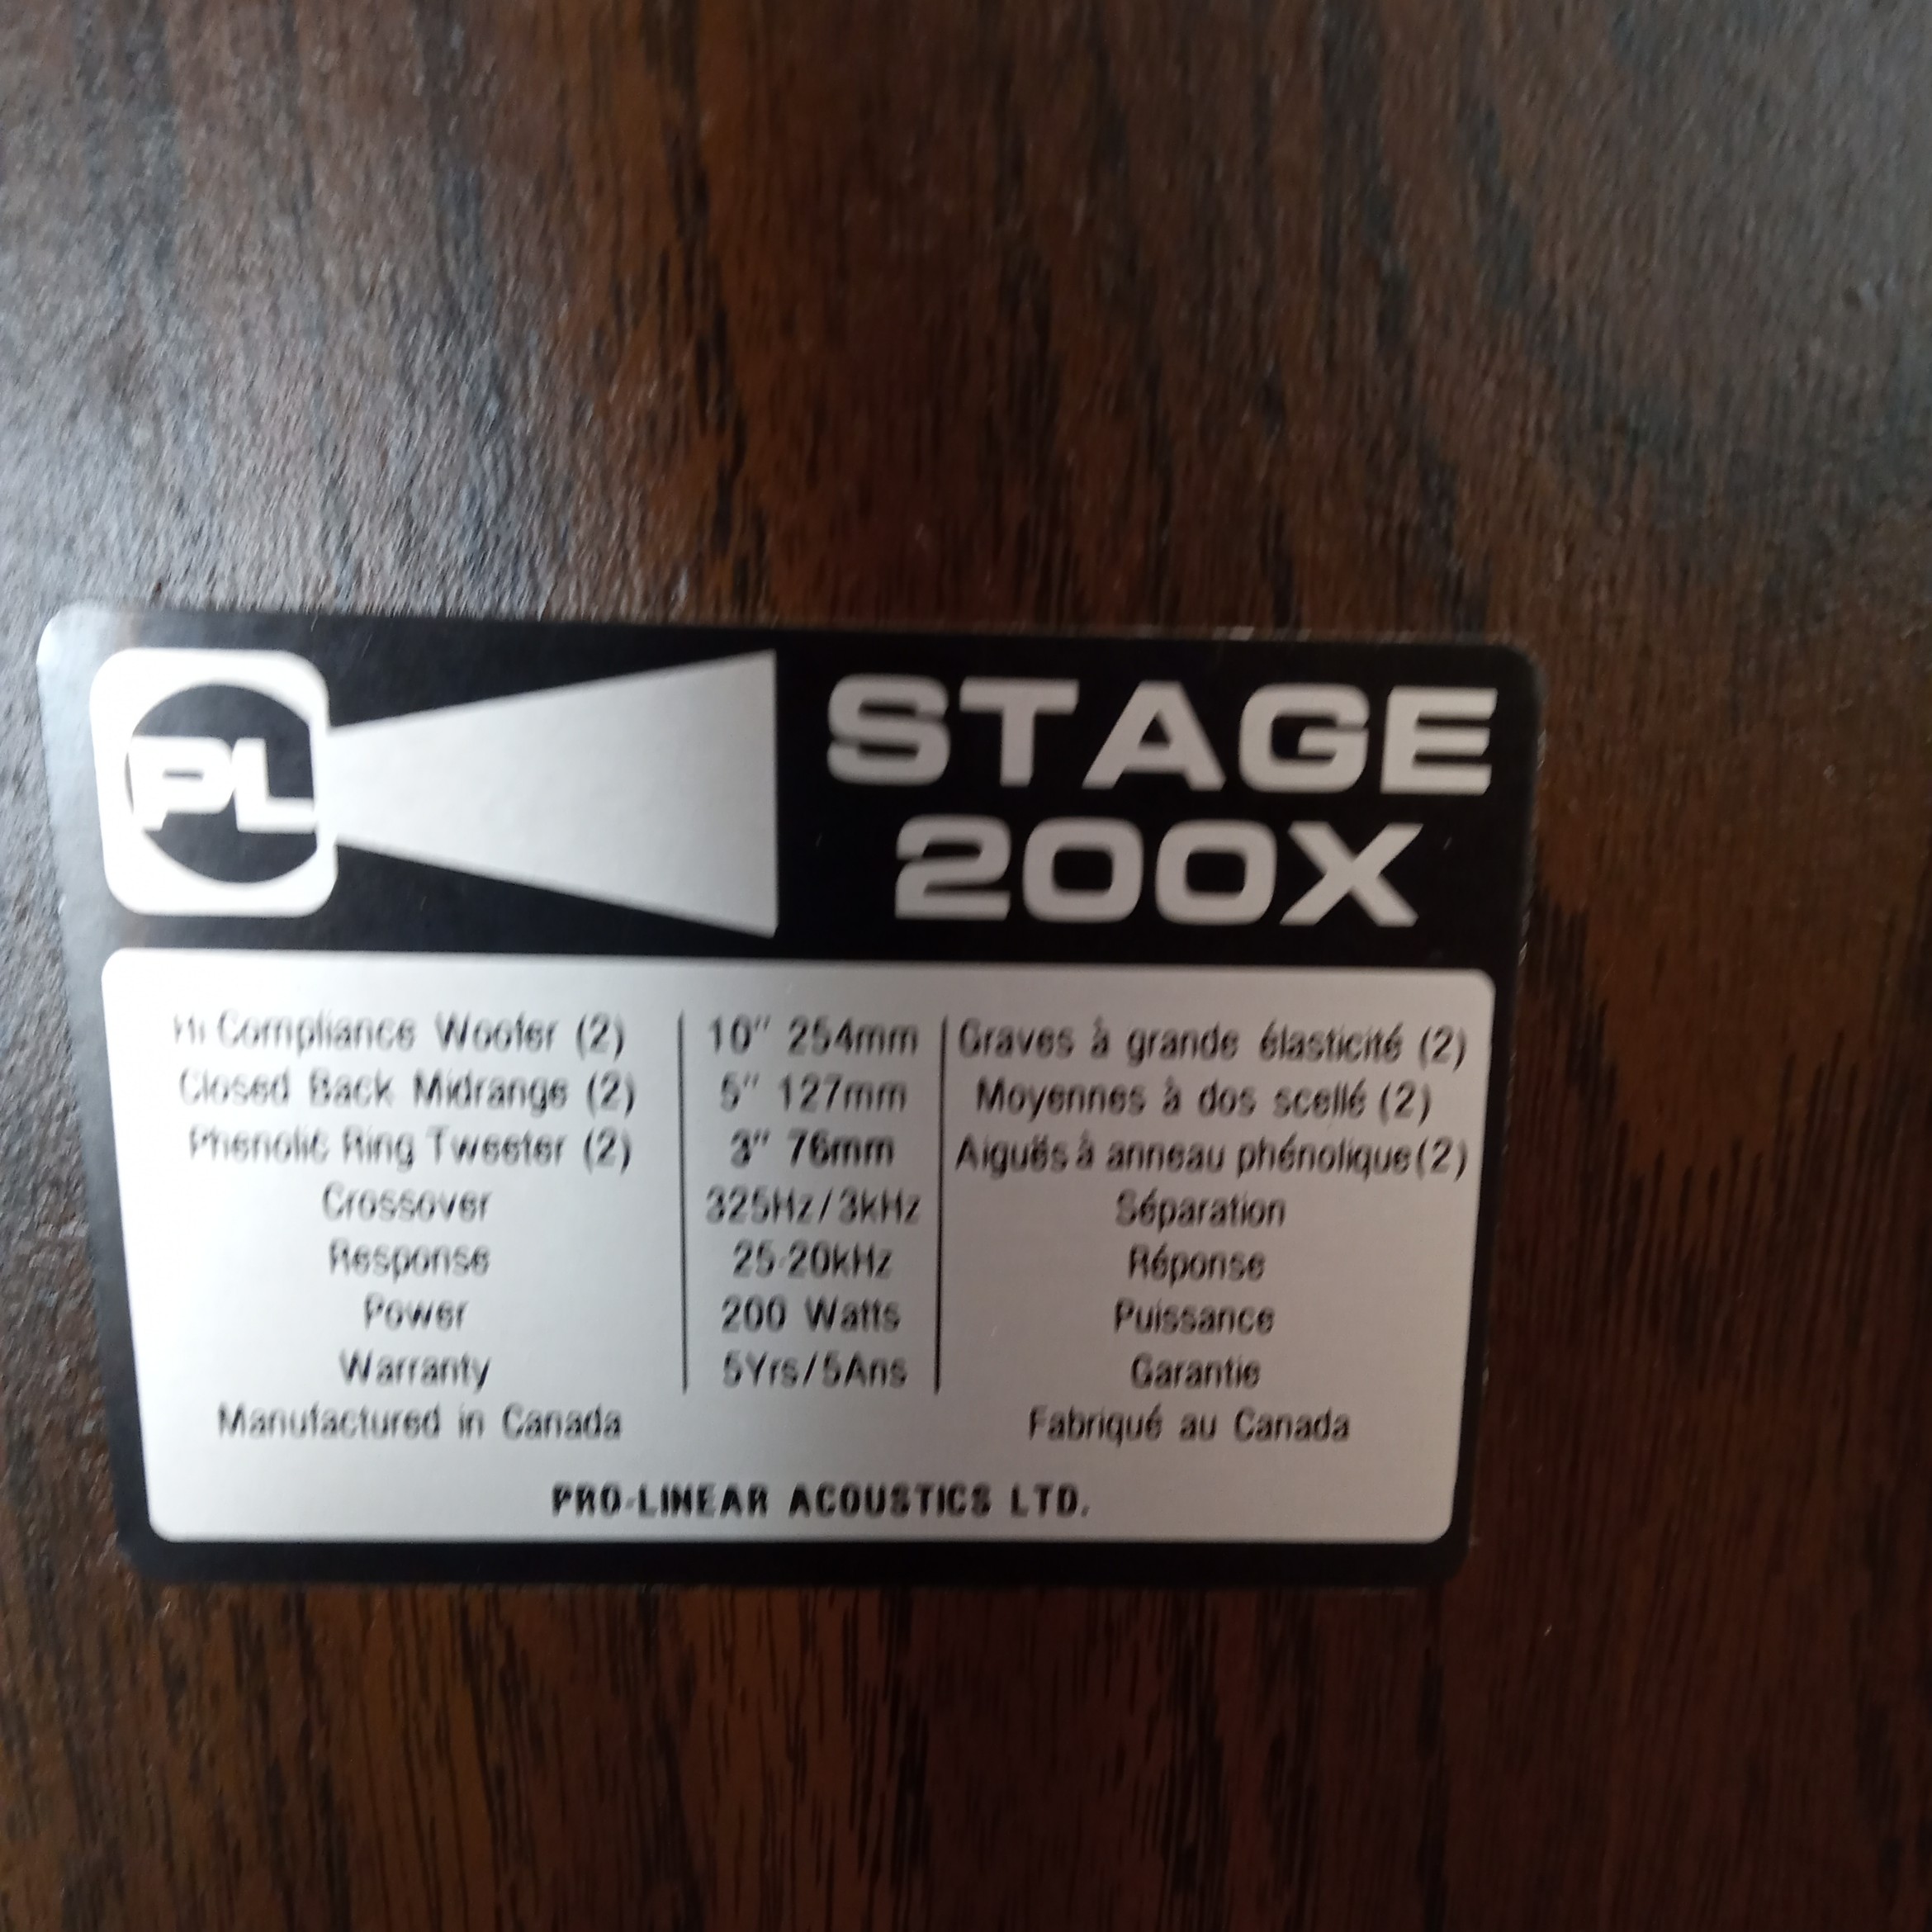 PL
STAGE
200X
Hi Compliance Woofer (2) 10" 254mm Graves à grande élasticité (2)
Closed Back Midrange (2) 5" 127mm Moyennes à dos scellé (2)
Phenolic Ring Tweeter (2) 3" 76mm Aiguës à anneau phénolique (2)
Crossover 325Hz/3kHz Séparation
Response 25-20kHz Réponse
Power 200 Watts Puissance
Warranty 5Yrs/5Ans Garantie
Manufactured in Canada Fabriqué au Canada
PRO-LINEAR ACOUSTICS LTD.